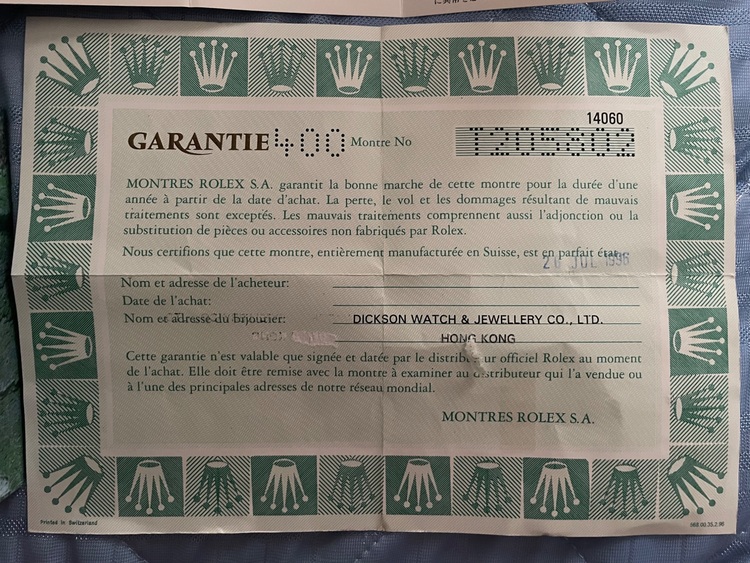 14060
GARANTIE 400 Montre No T205802
MONTRES ROLEX S.A. garantit la bonne marche de cette montre pour la durée d'une
année à partir de la date d'achat. La perte, le vol et les dommages résultant de mauvais
traitements sont exceptés. Les mauvais traitements comprennent aussi l'adjonction ou la
substitution de pièces ou accessoires non fabriqués par Rolex.
Nous certifions que cette montre, entièrement manufacturée en Suisse, est en parfait état.
JUL 1996
Nom et adresse de l'acheteur:
Date de l'achat:
Nom et adresse du bijoutier: DICKSON WATCH & JEWELLERY CO., LTD.
HONG KONG
Cette garantie n'est valable que signée et datée par le distributeur officiel Rolex au moment
de l'achat. Elle doit être remise avec la montre à examiner au distributeur qui l'a vendue ou
à l'une des principales adresses de notre réseau mondial.
MONTRES ROLEX S.A.
Printed in Switzerland